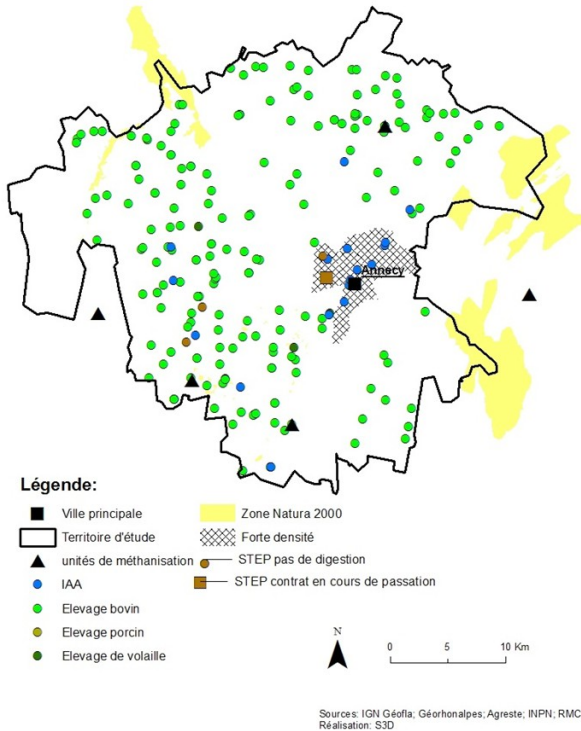 Annecy
Légende:
Ville principale
Zone Natura 2000
Territoire d'étude
Forte densité
unités de méthanisation
STEP pas de digestion
IAA
STEP contrat en cours de passation
Elevage bovin
Elevage porcin
Elevage de volaille
N
0 5 10 Km
Sources: IGN Géofla; Géorhonalpes; Agreste; INPN; RMC
Réalisation: S3D